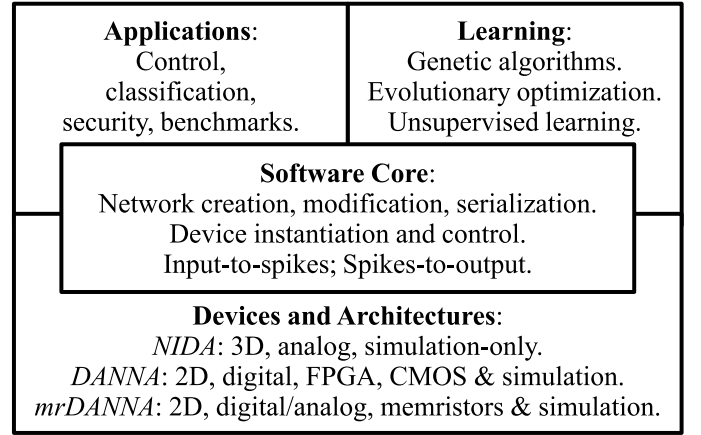 Applications:
Control,
classification,
security, benchmarks.
Learning:
Genetic algorithms.
Evolutionary optimization.
Unsupervised learning.
Software Core:
Network creation, modification, serialization.
Device instantiation and control.
Input-to-spikes; Spikes-to-output.
Devices and Architectures:
NIDA: 3D, analog, simulation-only.
DANNA: 2D, digital, FPGA, CMOS & simulation.
mrDANNA: 2D, digital/analog, memristors & simulation.